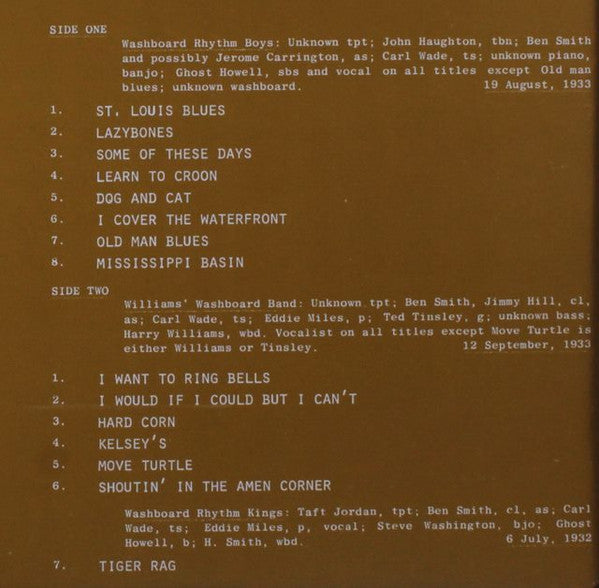 SIDE ONE
Washboard Rhythm Boys: Unknown tpt; John Haughton, tbn; Ben Smith
and possibly Jerome Carrington, as; Carl Wade, ts; unknown piano,
banjo; Ghost Howell, sbs and vocal on all titles except Old man
blues; unknown washboard. 19 August, 1933
1. ST. LOUIS BLUES
2. LAZYBONES
3. SOME OF THESE DAYS
4. LEARN TO CROON
5. DOG AND CAT
6. I COVER THE WATERFRONT
7. OLD MAN BLUES
8. MISSISSIPPI BASIN
SIDE TWO
Williams' Washboard Band: Unknown tpt; Ben Smith, Jimmy Hill, cl,
as; Carl Wade, ts; Eddie Miles, p; Ted Tinsley, g; unknown bass;
Harry Williams, wbd. Vocalist on all titles except Move Turtle is
either Williams or Tinsley. 12 September, 1933
1. I WANT TO RING BELLS
2. I WOULD IF I COULD BUT I CAN'T
3. HARD CORN
4. KELSEY'S
5. MOVE TURTLE
6. SHOUTIN' IN THE AMEN CORNER
Washboard Rhythm Kings: Taft Jordan, tpt; Ben Smith, cl, as; Carl
Wade, ts; Eddie Miles, p, vocal; Steve Washington, bjo; Ghost
Howell, b; H. Smith, wbd. 6 July, 1932
7. TIGER RAG